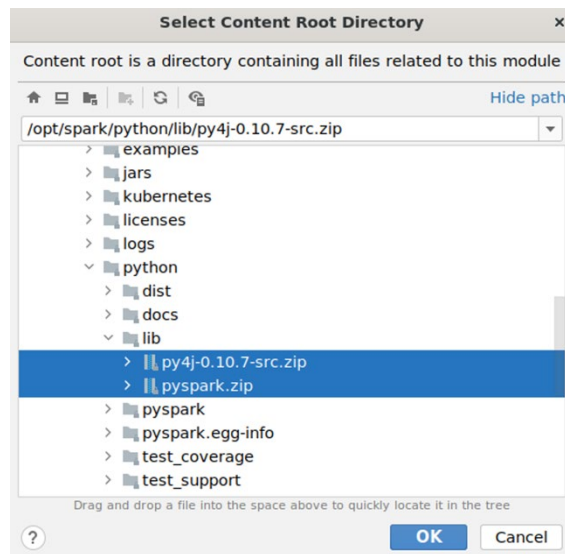 Select Content Root Directory ×
Content root is a directory containing all files related to this module
Hide path
/opt/spark/python/lib/py4j-0.10.7-src.zip
examples
jars
kubernetes
licenses
logs
python
dist
docs
lib
py4j-0.10.7-src.zip
pyspark.zip
pyspark
pyspark.egg-info
test_coverage
test_support
Drag and drop a file into the space above to quickly locate it in the tree
? OK Cancel